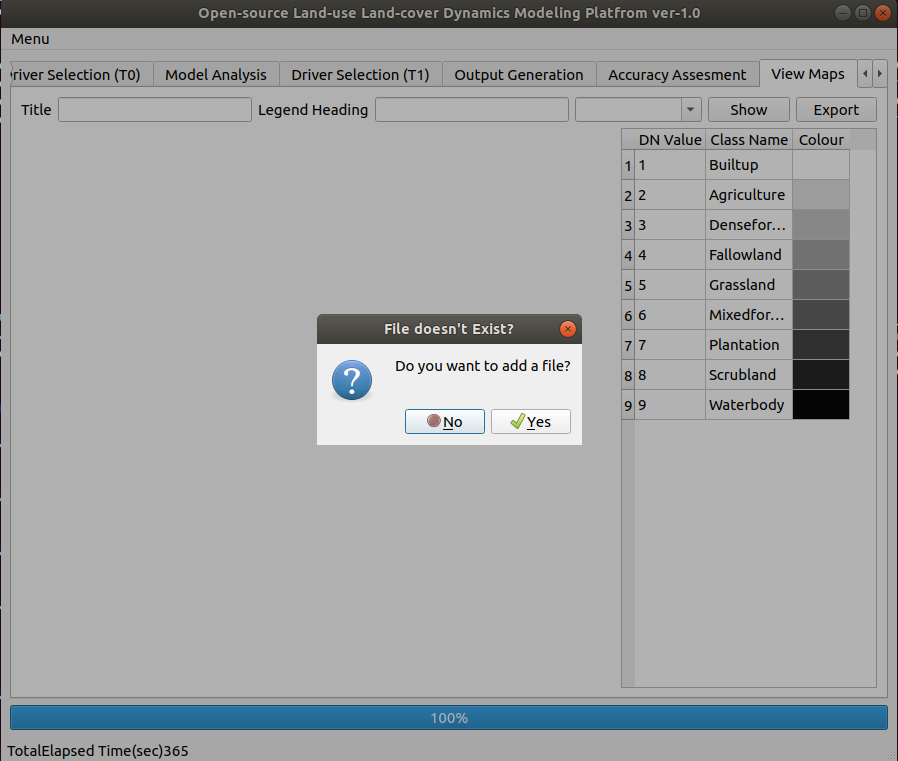 Open-source Land-use Land-cover Dynamics Modeling Platfrom ver-1.0
Menu
river Selection (T0) Model Analysis Driver Selection (T1) Output Generation Accuracy Assesment View Maps
Title Legend Heading Show Export
DN Value Class Name Colour
1 1 Builtup
2 2 Agriculture
3 3 Densefor...
4 4 Fallowland
5 5 Grassland
6 6 Mixedfor...
7 7 Plantation
8 8 Scrubland
9 9 Waterbody
File doesn't Exist?
Do you want to add a file?
No Yes
100%
TotalElapsed Time(sec)365